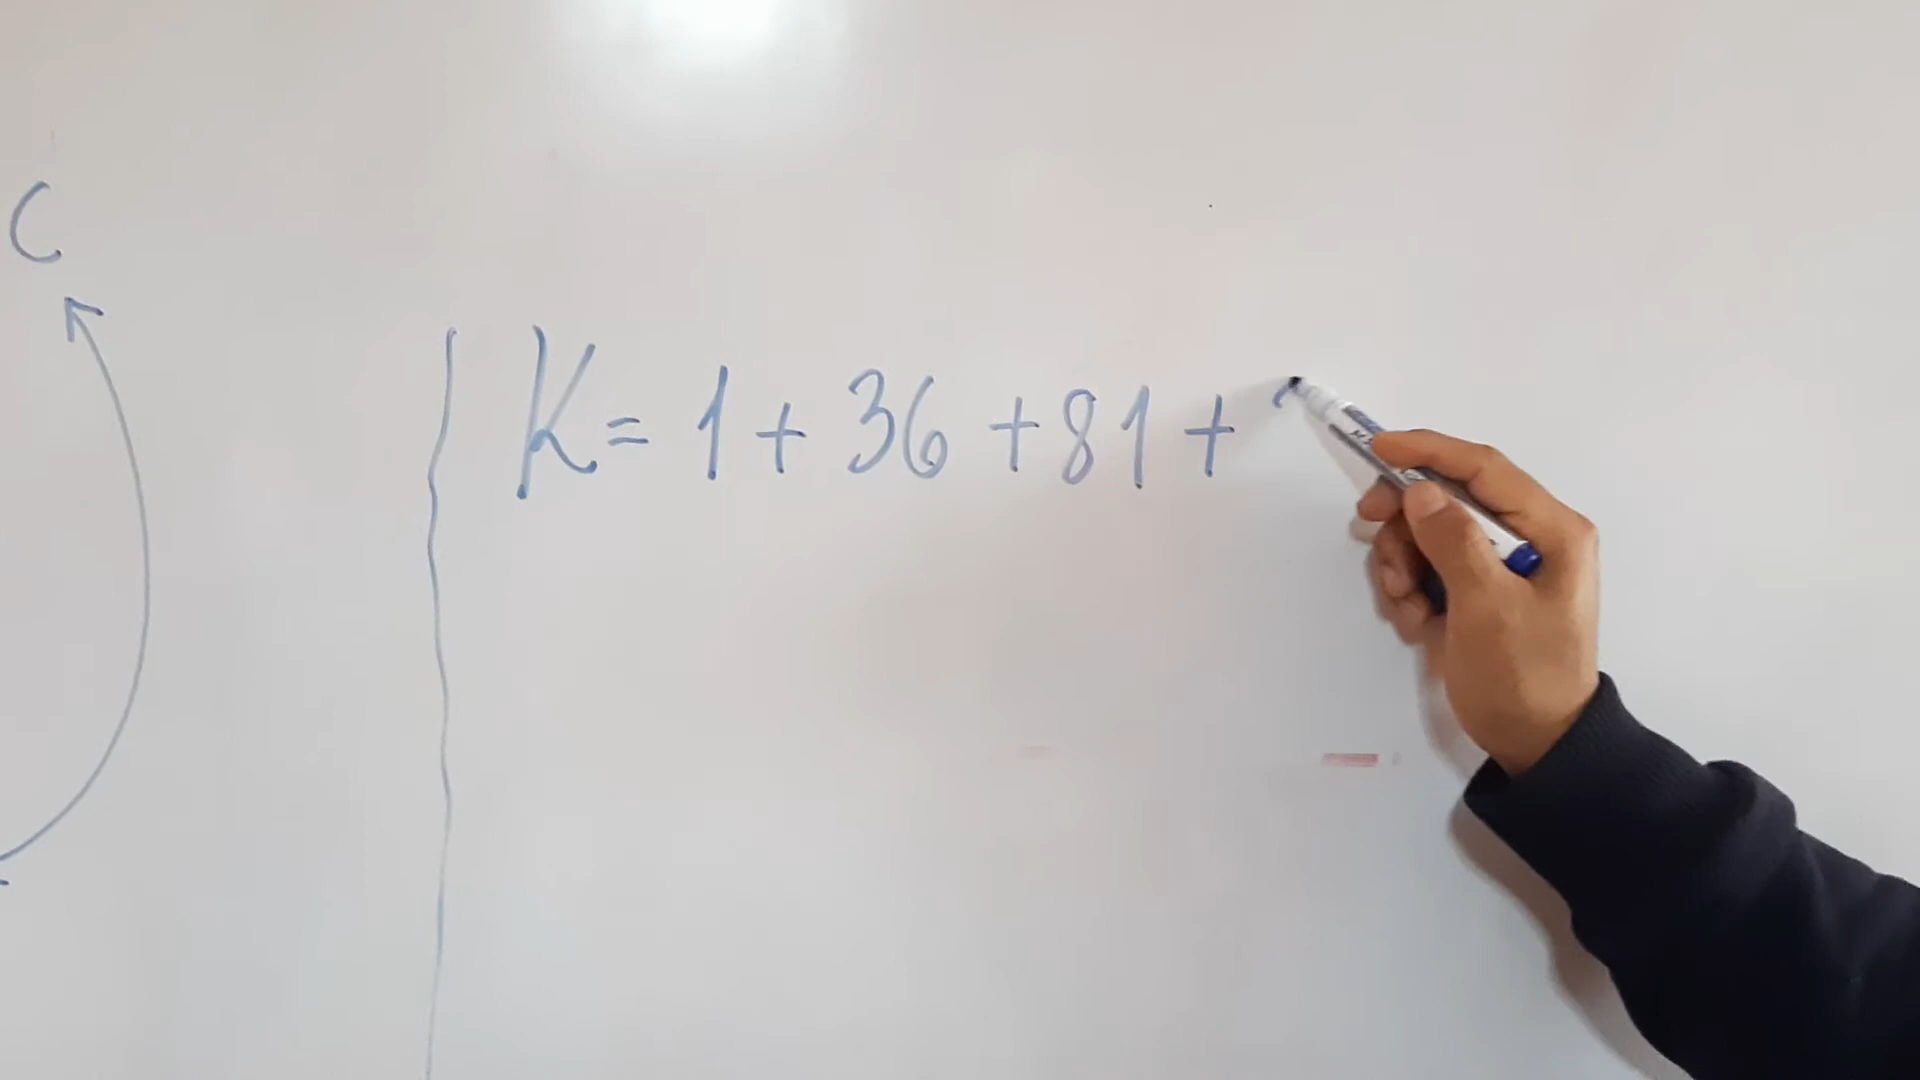 C
K = 1 + 36 + 81 +